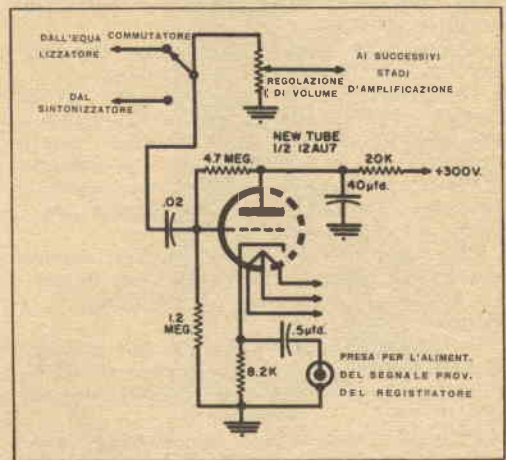 DALL'EQUA
LIZZATORE
COMMUTATORE
DAL
SINTONIZZATORE
REGOLAZIONE
DI VOLUME
AI SUCCESSIVI
STADI
D'AMPLIFICAZIONE
NEW TUBE
1/2 12AU7
4.7 MEG.
20K
+300V.
40µfd.
.02
1.2
MEG.
.5µfd.
8.2K
PRESA PER L'ALIMENT.
DEL SEGNALE PROV.
DEL REGISTRATORE